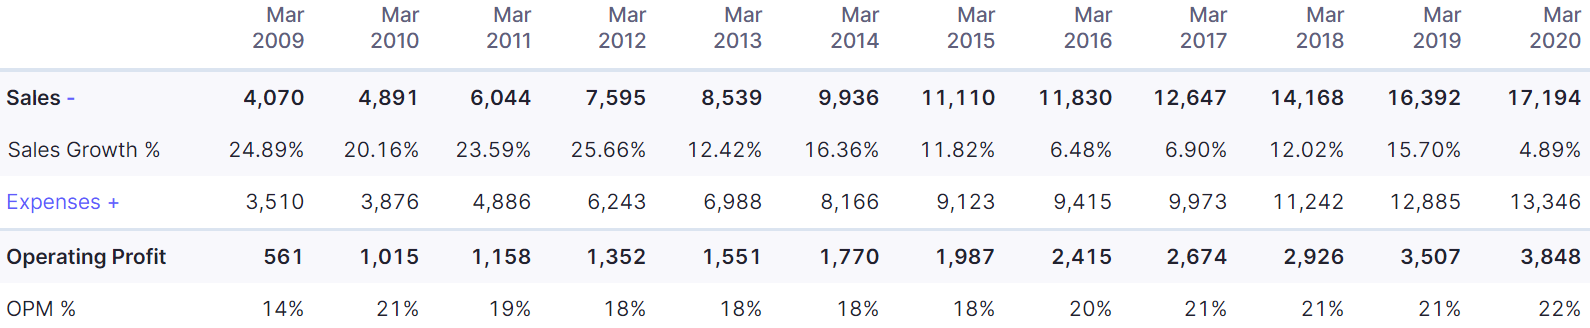 Mar Mar Mar Mar Mar Mar Mar Mar Mar Mar Mar Mar
2009 2010 2011 2012 2013 2014 2015 2016 2017 2018 2019 2020
Sales - 4,070 4,891 6,044 7,595 8,539 9,936 11,110 11,830 12,647 14,168 16,392 17,194
Sales Growth % 24.89% 20.16% 23.59% 25.66% 12.42% 16.36% 11.82% 6.48% 6.90% 12.02% 15.70% 4.89%
Expenses + 3,510 3,876 4,886 6,243 6,988 8,166 9,123 9,415 9,973 11,242 12,885 13,346
Operating Profit 561 1,015 1,158 1,352 1,551 1,770 1,987 2,415 2,674 2,926 3,507 3,848
OPM % 14% 21% 19% 18% 18% 18% 18% 20% 21% 21% 21% 22%